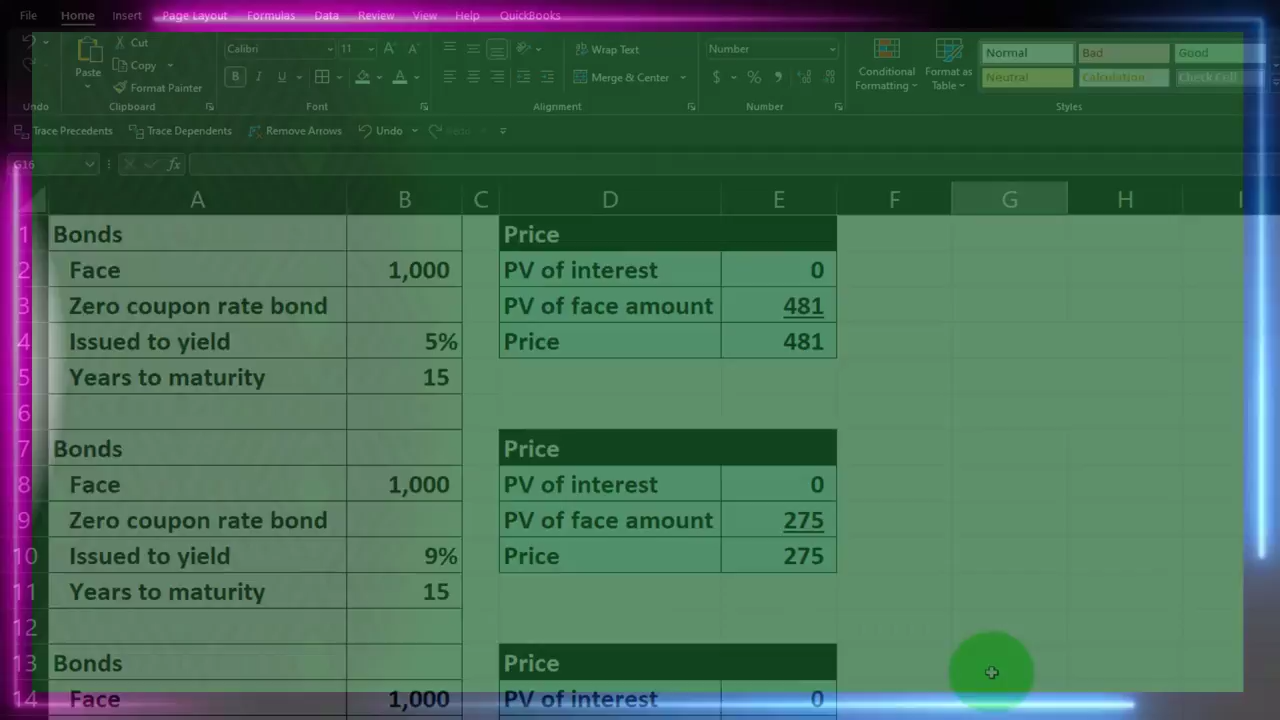 File Home Insert Page Layout Formulas Data Review View Help QuickBooks
Cut
Copy
Format Painter
Paste
Calibri 11
Wrap Text
Merge & Center
Number
Conditional Formatting
Format as Table
Normal Bad Good
Neutral Calculation Check Cell
Undo Clipboard Font Alignment Number Styles
Trace Precedents Trace Dependents Remove Arrows Undo Redo
G16 fx
A B C D E F G H I
1 Bonds Price
2 Face 1,000 PV of interest 0
3 Zero coupon rate bond PV of face amount 481
4 Issued to yield 5% Price 481
5 Years to maturity 15
6
7 Bonds Price
8 Face 1,000 PV of interest 0
9 Zero coupon rate bond PV of face amount 275
10 Issued to yield 9% Price 275
11 Years to maturity 15
12
13 Bonds Price
14 Face 1,000 PV of interest 0